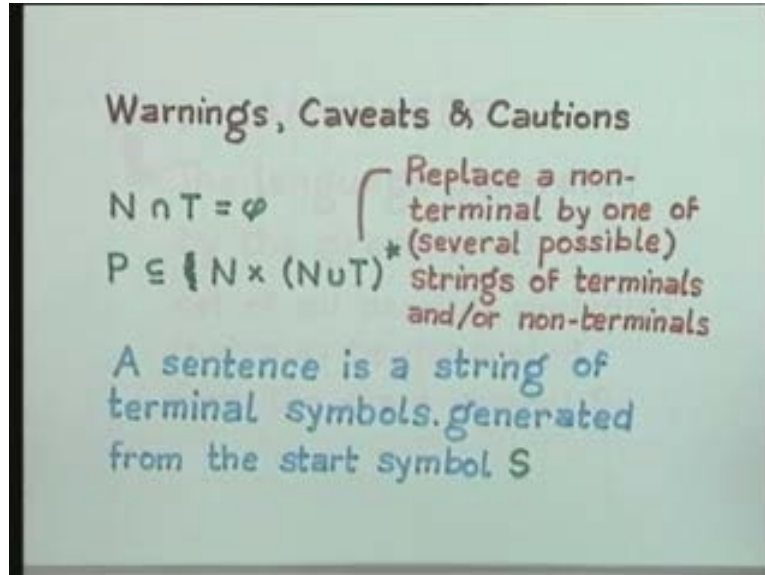 Warnings, Caveats & Cautions
N ∩ T = φ
P ⊆ N × (N∪T)*
Replace a non-
terminal by one of
(several possible)
strings of terminals
and/or non-terminals
A sentence is a string of
terminal symbols. generated
from the start symbol S